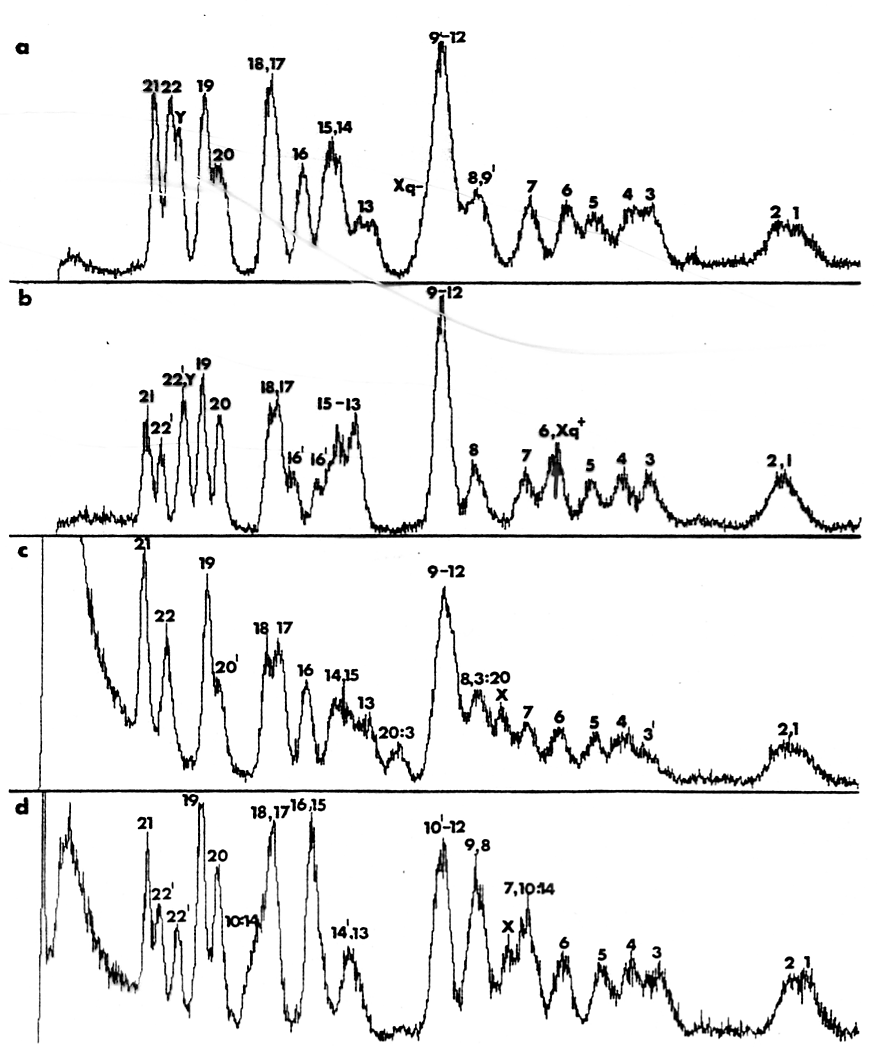 a
21 22 Y 19 20 18,17 16 15,14 13 Xq- 9'-12 8,9' 7 6 5 4 3 2 1
b
21 22' 22',Y 19 20 18,17 16' 16' 15-13 9-12 8 7 6,Xq+ 5 4 3 2,1
c
21 22 19 20' 18 17 16 14,15 13 20:3 9-12 8,3:20 X 7 6 5 4 3' 2,1
d
21 22' 22' 19 20 10:14 18,17 16,15 14',13 10'-12 9,8 X 7,10:14 6 5 4 3 2 1